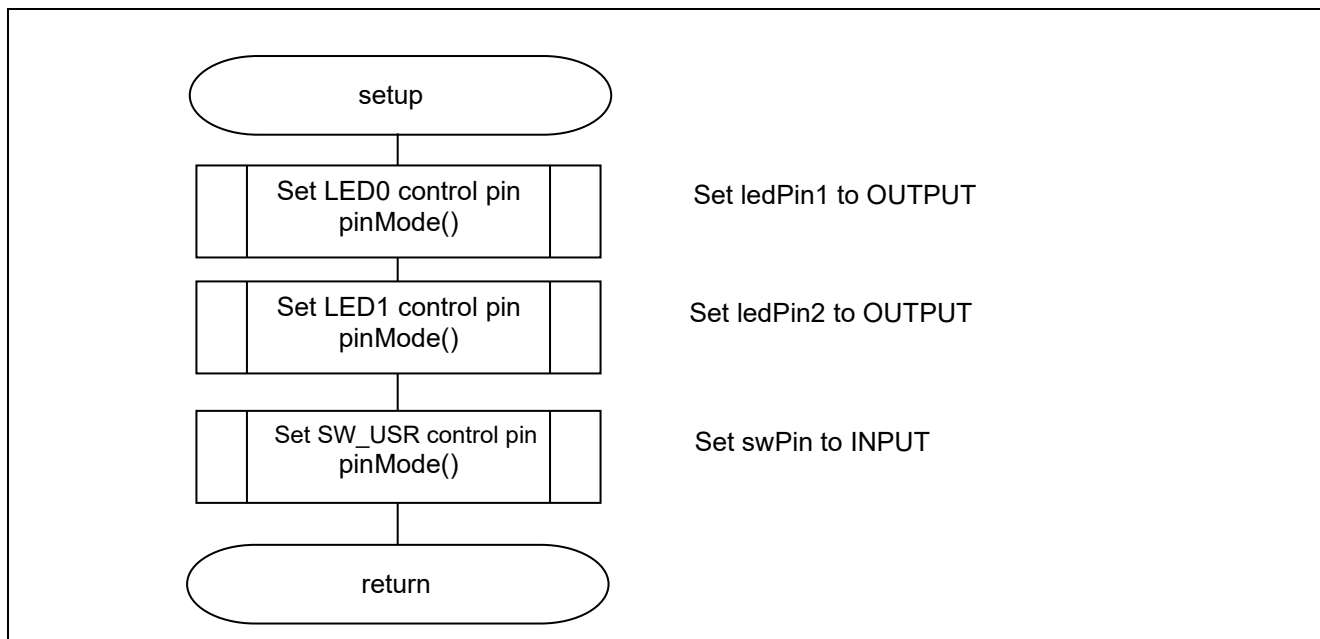 setup
Set LED0 control pin
pinMode()
Set ledPin1 to OUTPUT
Set LED1 control pin
pinMode()
Set ledPin2 to OUTPUT
Set SW_USR control pin
pinMode()
Set swPin to INPUT
return